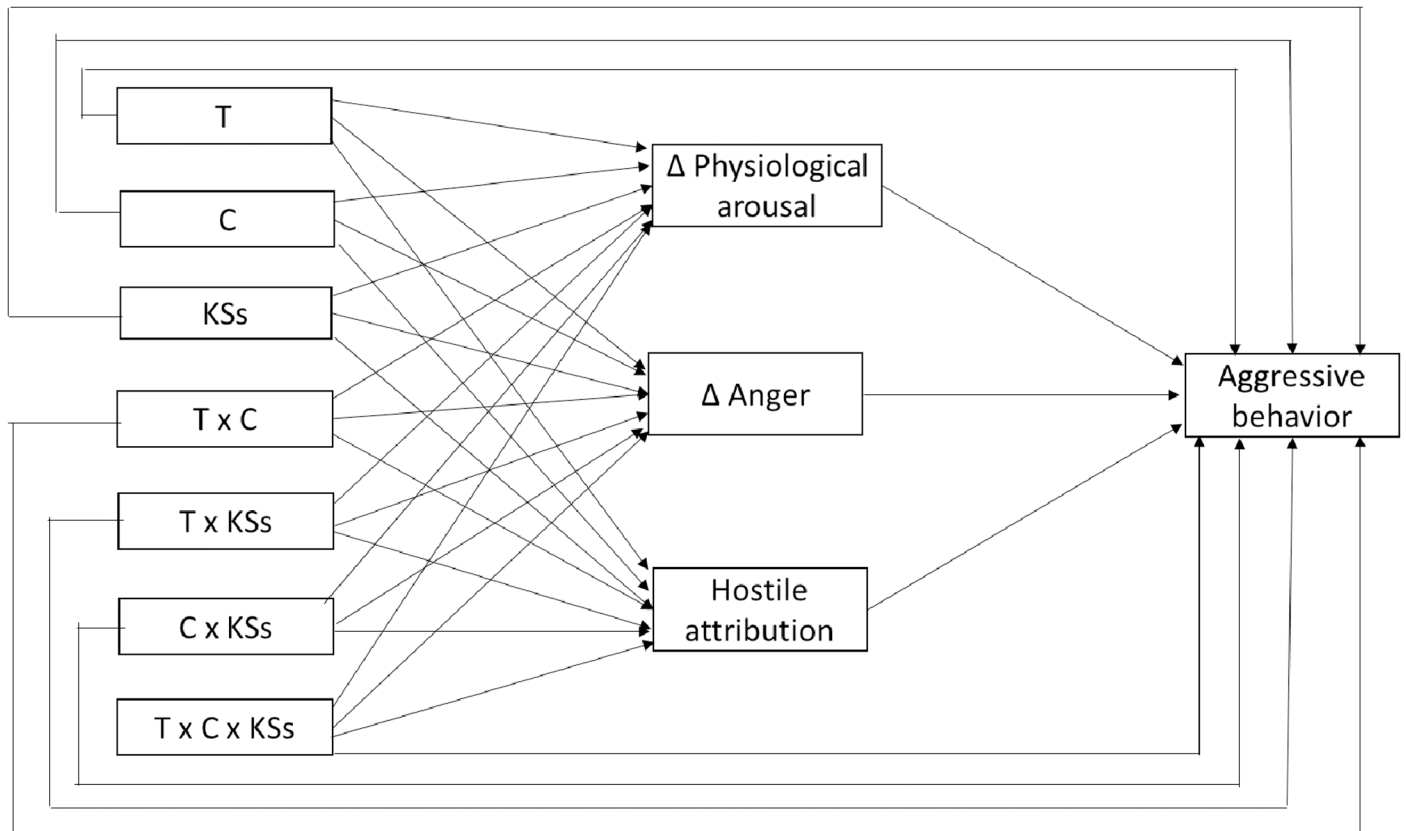 T
C
KSs
T x C
T x KSs
C x KSs
T x C x KSs
Δ Physiological
arousal
Δ Anger
Hostile
attribution
Aggressive
behavior